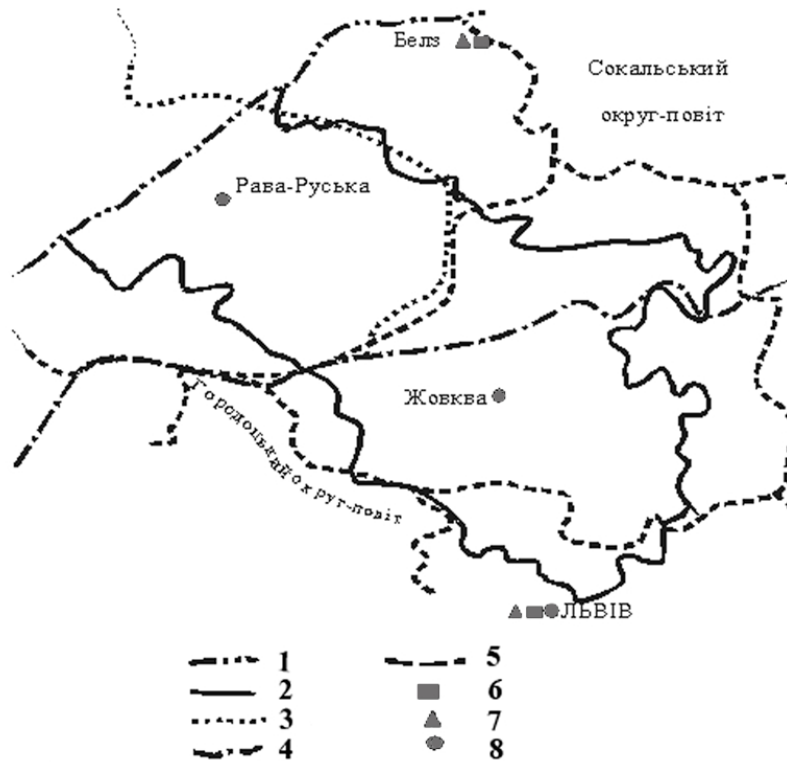 Белз
Сокальський
округ-повіт
Рава-Руська
Жовква
Городоцький округ-повіт
ЛЬВІВ
1 5
2 6
3 7
4 8